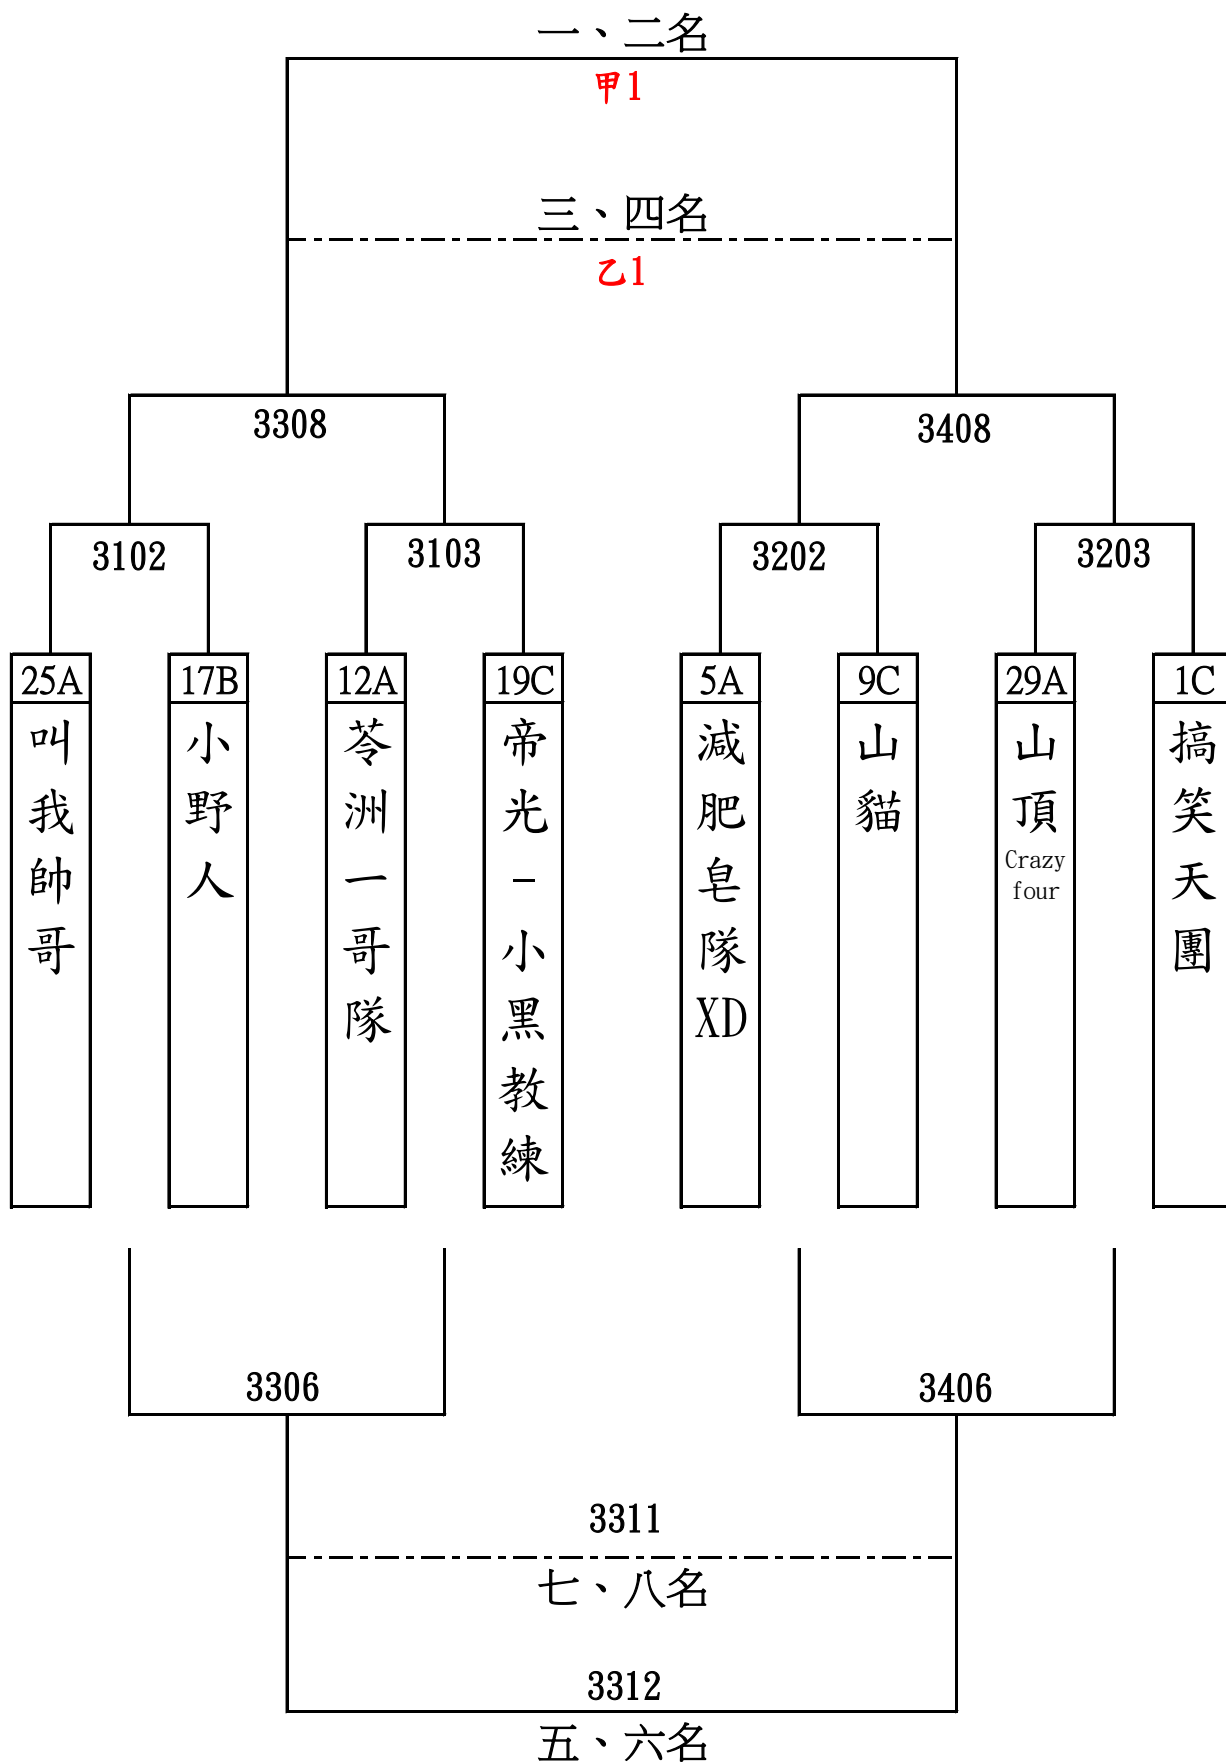 一、二名
甲1
三、四名
乙1
3308
3408
3102
3103
3202
3203
25A
17B
12A
19C
5A
9C
29A
1C
叫我帥哥
小野人
苓洲一哥隊
帝光-小黑教練
減肥皂隊XD
山貓
山頂
Crazy
four
搞笑天團
3306
3406
3311
七、八名
3312
五、六名